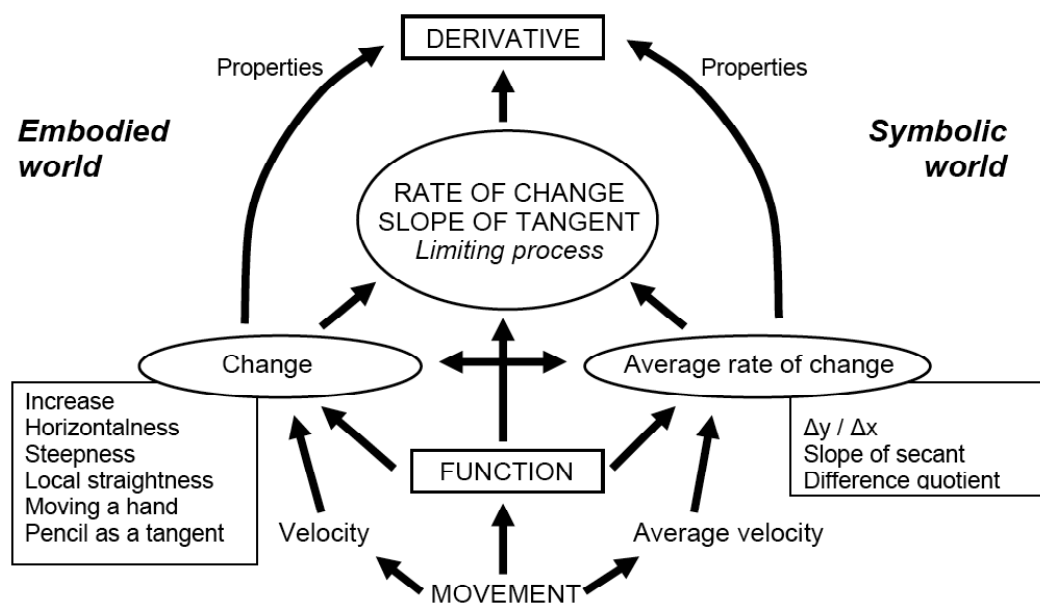 DERIVATIVE
Properties
Properties
Embodied
world
Symbolic
world
RATE OF CHANGE
SLOPE OF TANGENT
Limiting process
Change
Average rate of change
Increase
Horizontalness
Steepness
Local straightness
Moving a hand
Pencil as a tangent
Δy / Δx
Slope of secant
Difference quotient
FUNCTION
Velocity
Average velocity
MOVEMENT